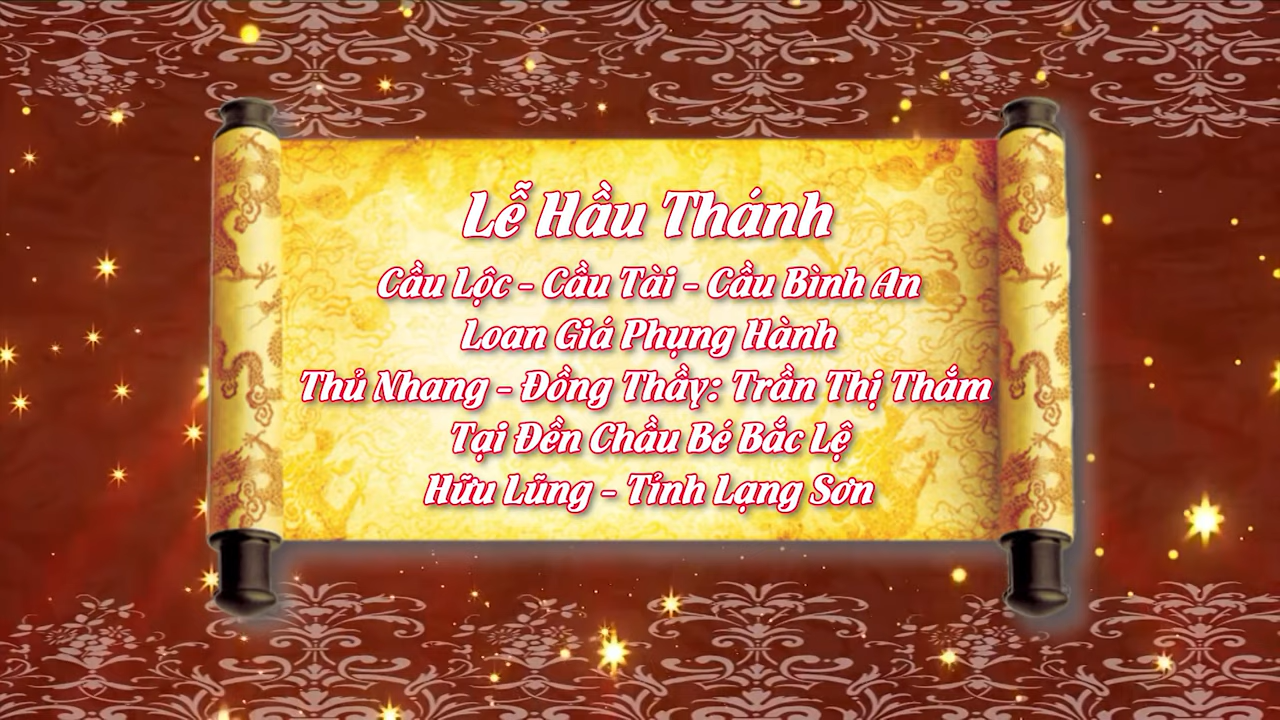 Lễ Hầu Thánh
Cầu Lộc - Cầu Tài - Cầu Bình An
Loan Giá Phụng Hành
Thủ Nhang - Đồng Thầy: Trần Thị Thắm
Tại Đền Chầu Bé Bắc Lệ
Hữu Lũng - Tỉnh Lạng Sơn